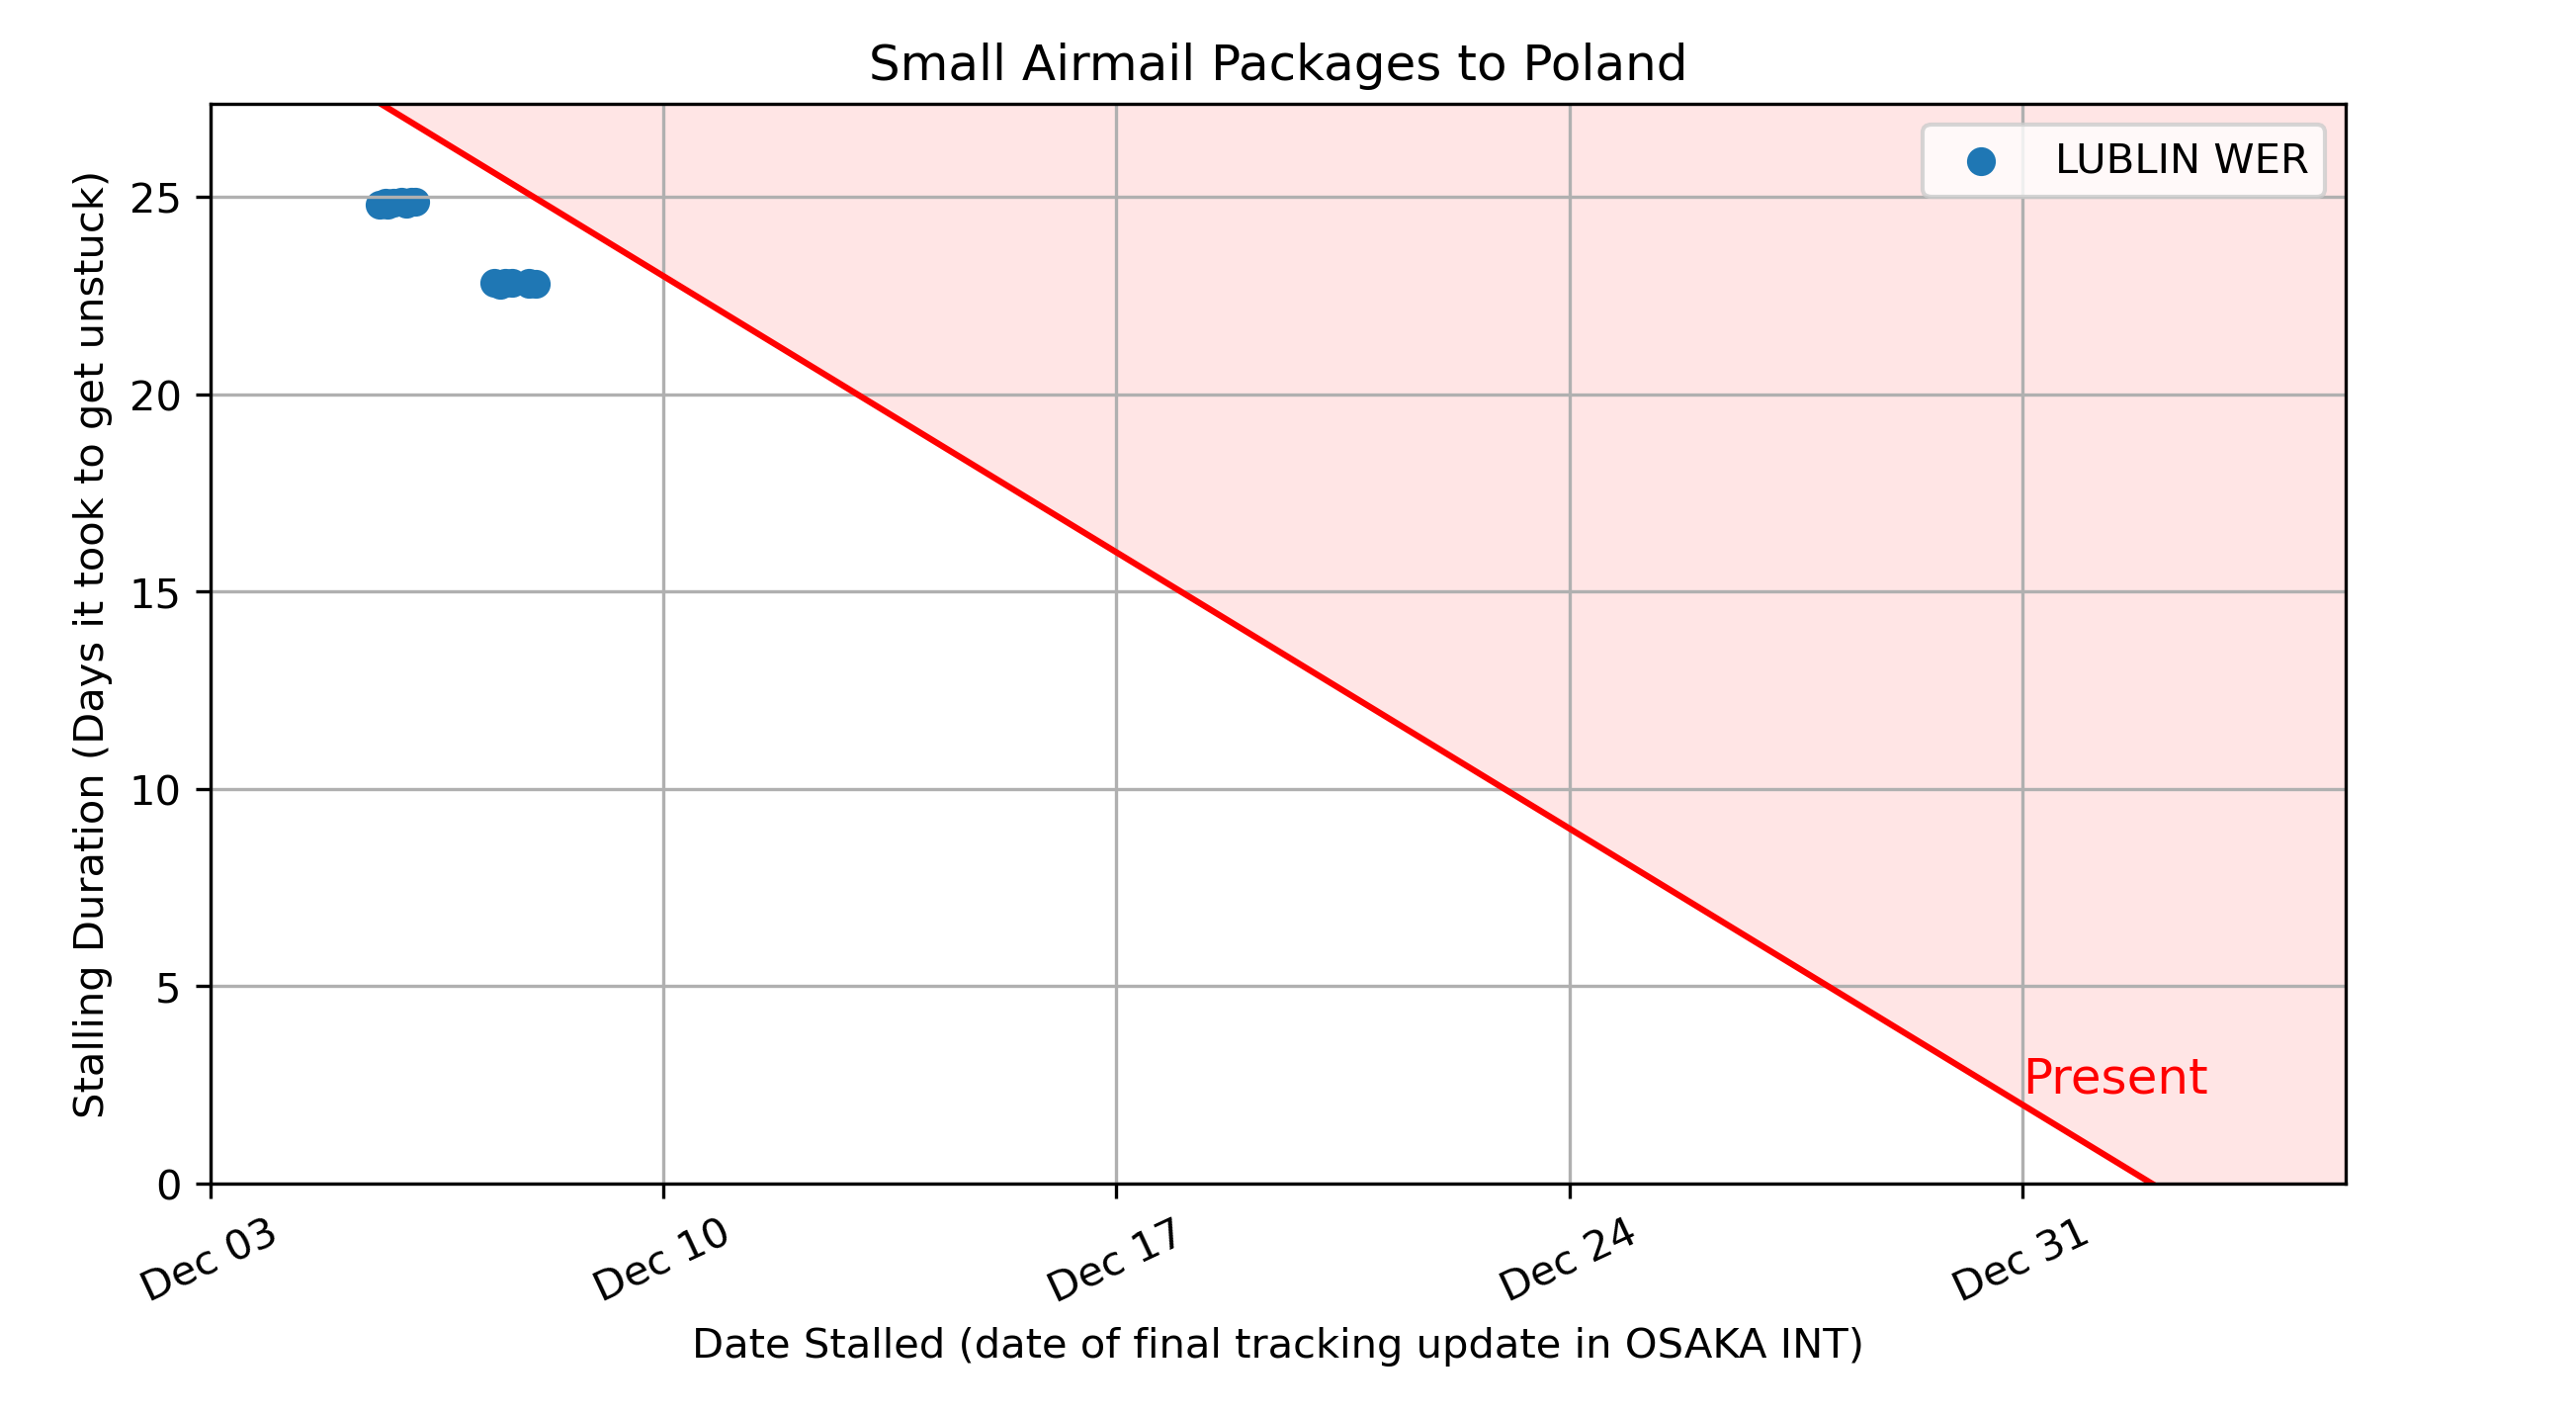 Small Airmail Packages to Poland
LUBLIN WER
Stalling Duration (Days it took to get unstuck)
25
20
15
10
5
0
Present
Dec 03
Dec 10
Dec 17
Dec 24
Dec 31
Date Stalled (date of final tracking update in OSAKA INT)